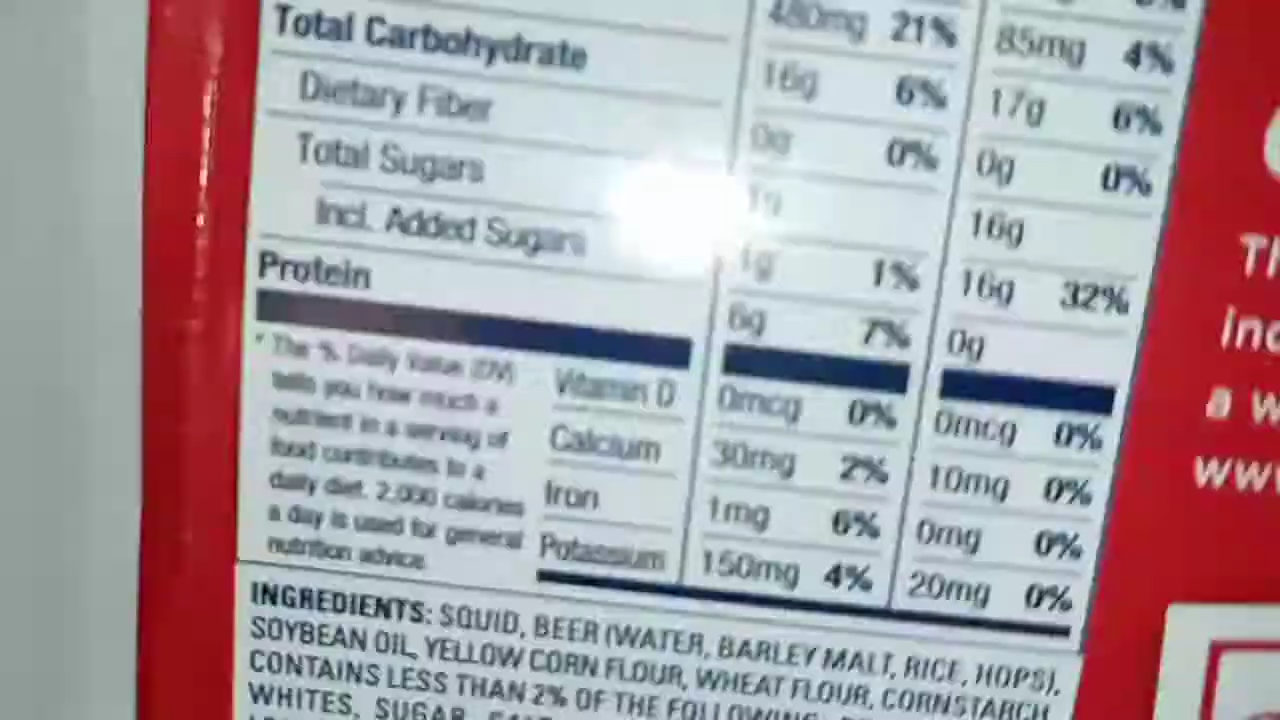 480mg 21% 85mg 4%
Total Carbohydrate 16g 6% 17g 6%
Dietary Fiber 0g 0% 0g 0%
Total Sugars 1g 16g
Incl. Added Sugars 1g 1% 16g 32%
Protein 6g 7% 0g
* The % Daily Value (DV)
tells you how much a
nutrient in a serving of
food contributes to a
daily diet. 2,000 calories
a day is used for general
nutrition advice.
Vitamin D 0mcg 0% 0mcg 0%
Calcium 30mg 2% 10mg 0%
Iron 1mg 6% 0mg 0%
Potassium 150mg 4% 20mg 0%
INGREDIENTS: SQUID, BEER (WATER, BARLEY MALT, RICE, HOPS),
SOYBEAN OIL, YELLOW CORN FLOUR, WHEAT FLOUR, CORNSTARCH
CONTAINS LESS THAN 2% OF THE FOLLOWING:
WHITES, SUGAR,
a w
www